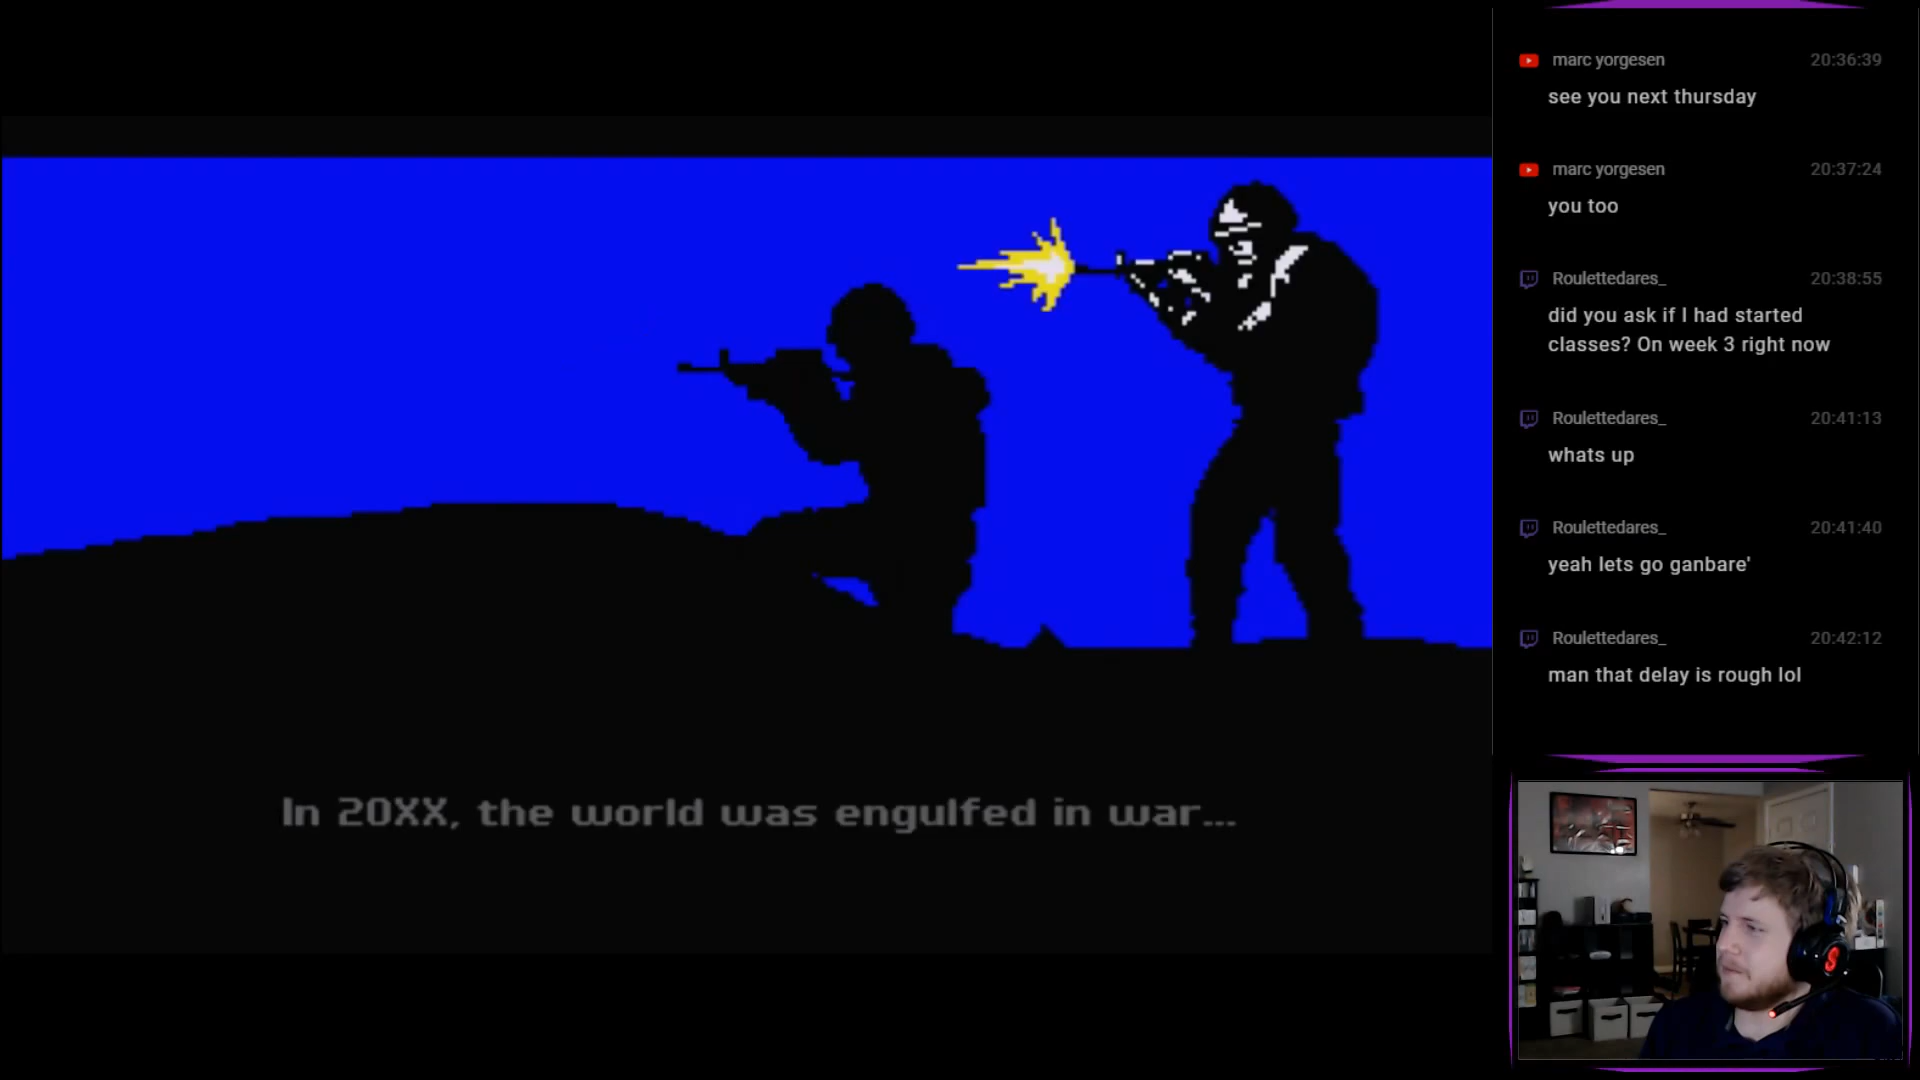 In 20XX, the world was engulfed in war...
marc yorgesen 20:36:39
see you next thursday
marc yorgesen 20:37:24
you too
Roulettedares_ 20:38:55
did you ask if I had started
classes? On week 3 right now
Roulettedares_ 20:41:13
whats up
Roulettedares_ 20:41:40
yeah lets go ganbare'
Roulettedares_ 20:42:12
man that delay is rough lol